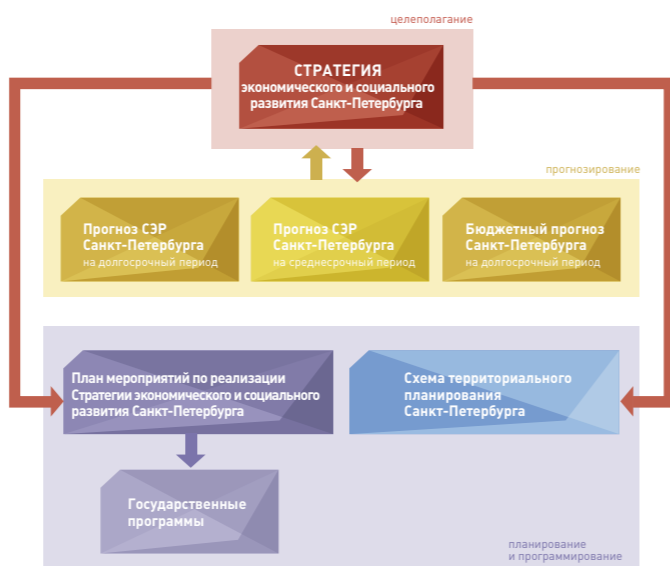 целеполагание
СТРАТЕГИЯ
экономического и социального
развития Санкт-Петербурга
прогнозирование
Прогноз СЭР
Санкт-Петербурга
на долгосрочный период
Прогноз СЭР
Санкт-Петербурга
на среднесрочный период
Бюджетный прогноз
Санкт-Петербурга
на долгосрочный период
План мероприятий по реализации
Стратегии экономического и социального
развития Санкт-Петербурга
Схема территориального
планирования
Санкт-Петербурга
Государственные
программы
планирование
и программирование